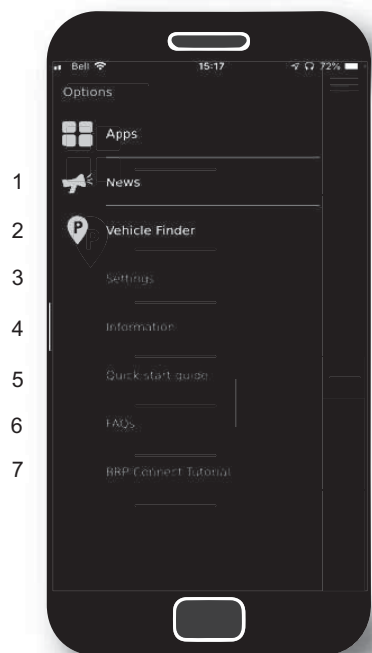 Bell 15:17 72%
Options
Apps
1 News
2 Vehicle Finder
3 Settings
4 Information
5 Quick start guide
6 FAQs
7 BRP Connect Tutorial